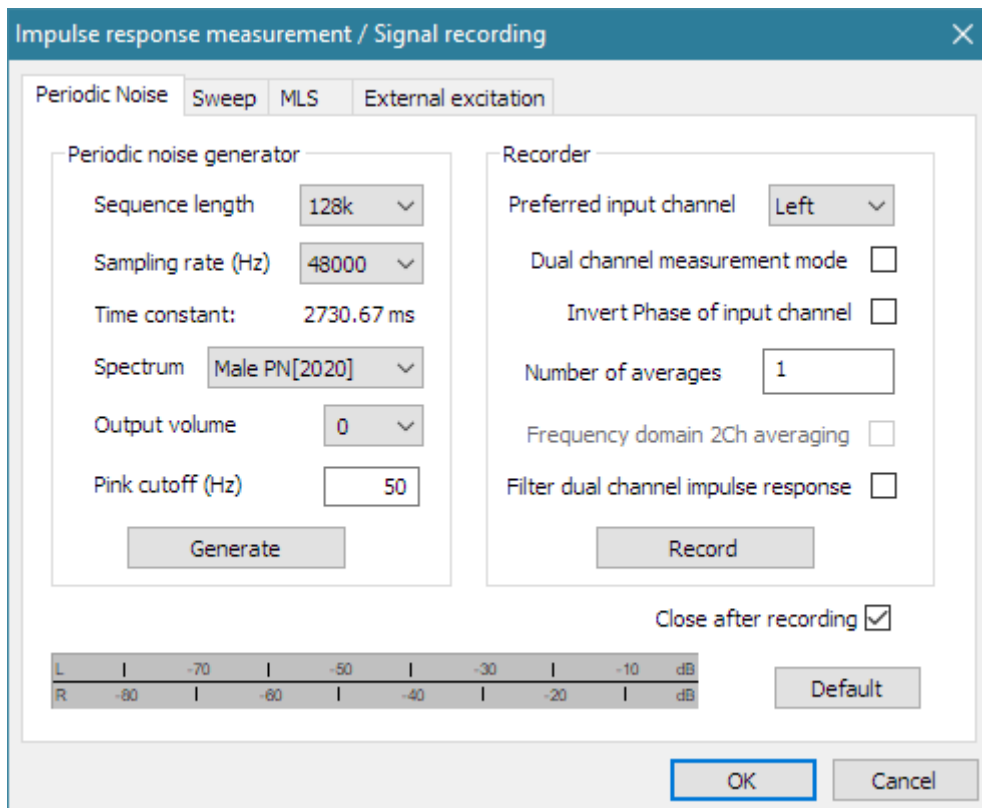 Impulse response measurement / Signal recording
Periodic Noise Sweep MLS External excitation
Periodic noise generator
Sequence length 128k
Sampling rate (Hz) 48000
Time constant: 2730.67 ms
Spectrum Male PN[2020]
Output volume 0
Pink cutoff (Hz) 50
Generate
Recorder
Preferred input channel Left
Dual channel measurement mode
Invert Phase of input channel
Number of averages 1
Frequency domain 2Ch averaging
Filter dual channel impulse response
Record
Close after recording
L -70 -50 -30 -10 dB
R -80 -60 -40 -20 dB
Default
OK Cancel